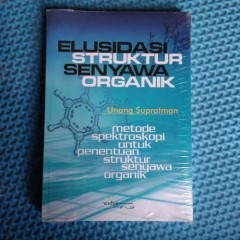 ELUSIDASI
STRUKTUR
SENYAWA
ORGANIK
Unang Supratman
metode
spektroskopi
untuk
penentuan
struktur
senyawa
organik